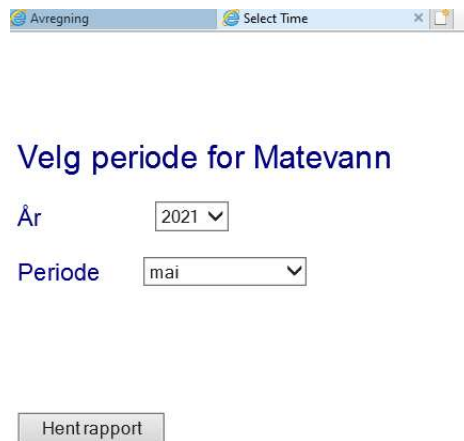 Avregning Select Time
Velg periode for Matevann
År 2021
Periode mai
Hent rapport